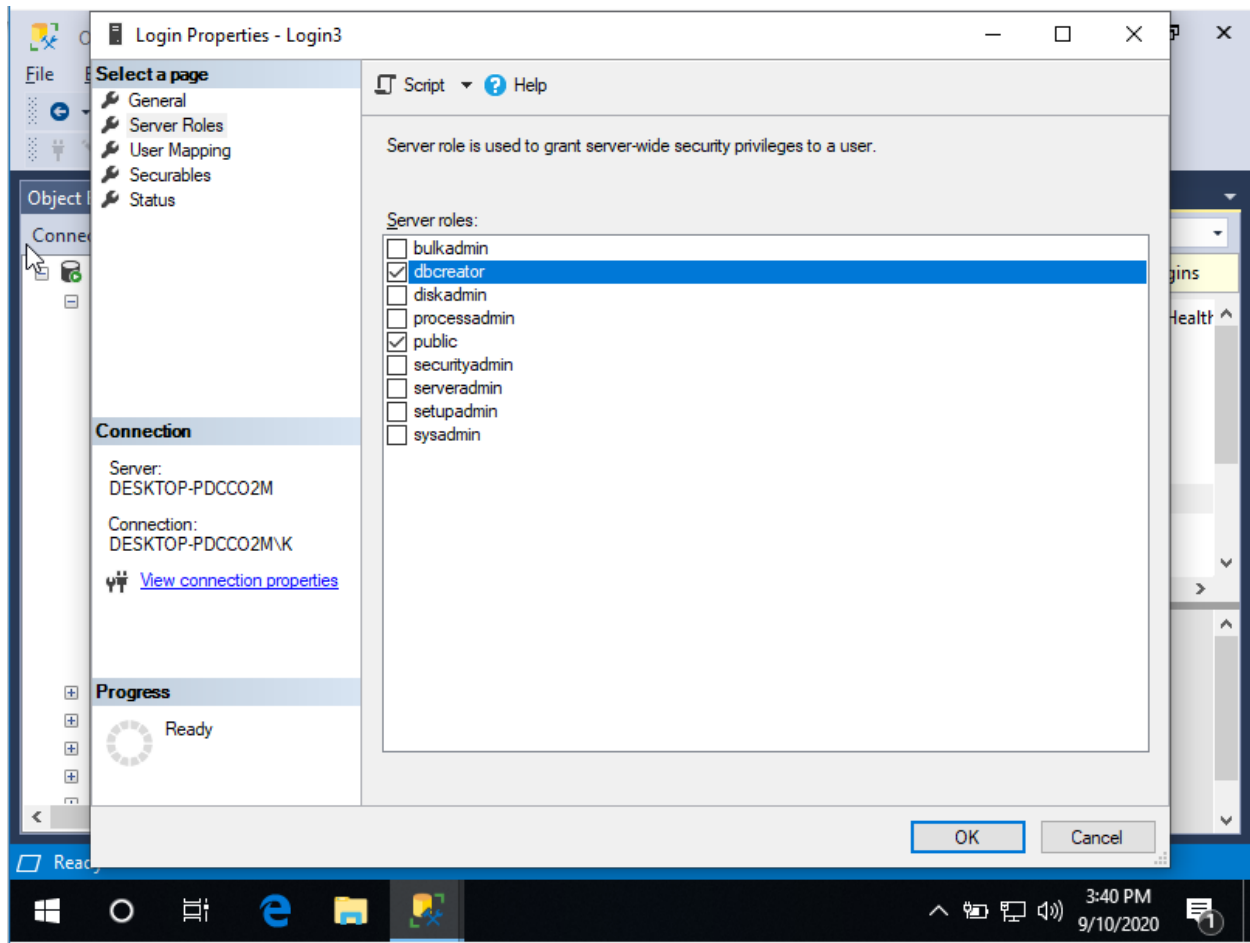 Login Properties - Login3
File
Select a page
General
Server Roles
User Mapping
Securables
Status
Script
Help
Server role is used to grant server-wide security privileges to a user.
Object
Server roles:
bulkadmin
dbcreator
diskadmin
processadmin
public
securityadmin
serveradmin
setupadmin
sysadmin
Connection
Server:
DESKTOP-PDCCO2M
Connection:
DESKTOP-PDCCO2M\K
View connection properties
Progress
Ready
OK
Cancel
3:40 PM
9/10/2020
1